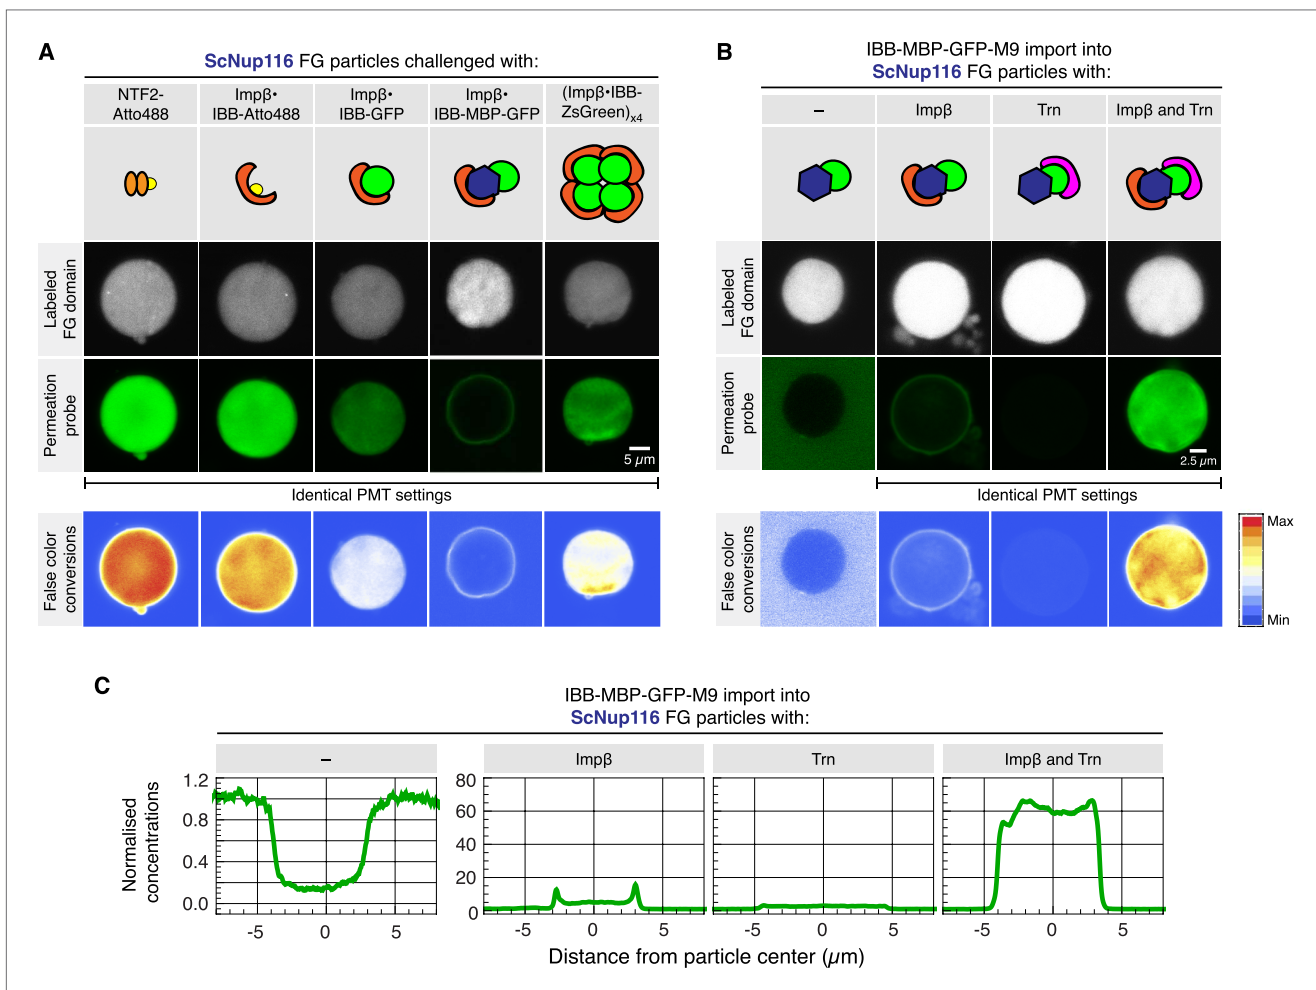 A
ScNup116 FG particles challenged with:
NTF2-
Atto488
Impβ•
IBB-Atto488
Impβ•
IBB-GFP
Impβ•
IBB-MBP-GFP
(Impβ•IBB-
ZsGreen)x4
Labeled
FG domain
Permeation
probe
5 µm
Identical PMT settings
False color
conversions
B
IBB-MBP-GFP-M9 import into
ScNup116 FG particles with:
–
Impβ
Trn
Impβ and Trn
Labeled
FG domain
Permeation
probe
2.5 µm
Identical PMT settings
False color
conversions
Max
Min
C
IBB-MBP-GFP-M9 import into
ScNup116 FG particles with:
–
Impβ
Trn
Impβ and Trn
Normalised
concentrations
1.2
0.8
0.4
0.0
80
60
40
20
0
-5 0 5
-5 0 5
-5 0 5
-5 0 5
Distance from particle center (µm)